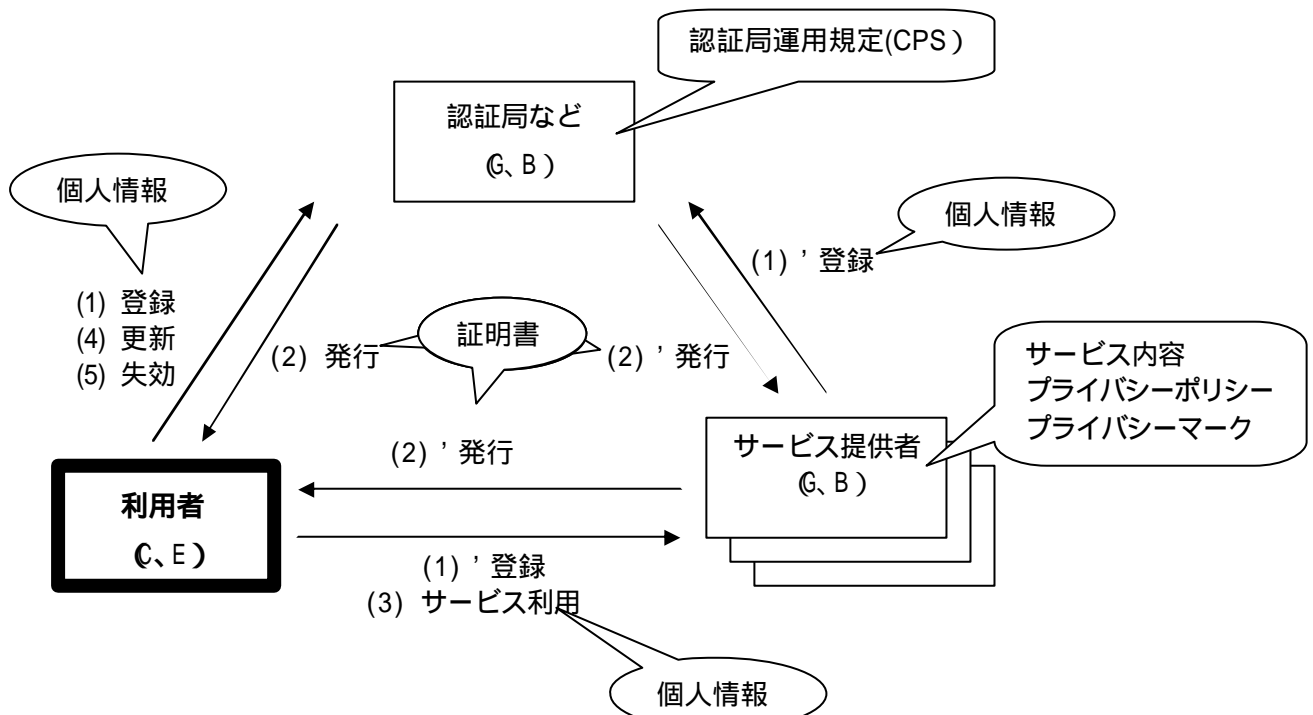 認証局運用規定(CPS)
認証局など
(G、B)
個人情報
個人情報
(1) ’登録
(1) 登録
(4) 更新
(5) 失効
(2) 発行
証明書
(2) ’発行
サービス内容
プライバシーポリシー
プライバシーマーク
(2) ’発行
サービス提供者
(G、B)
利用者
(C、E)
(1) ’登録
(3) サービス利用
個人情報